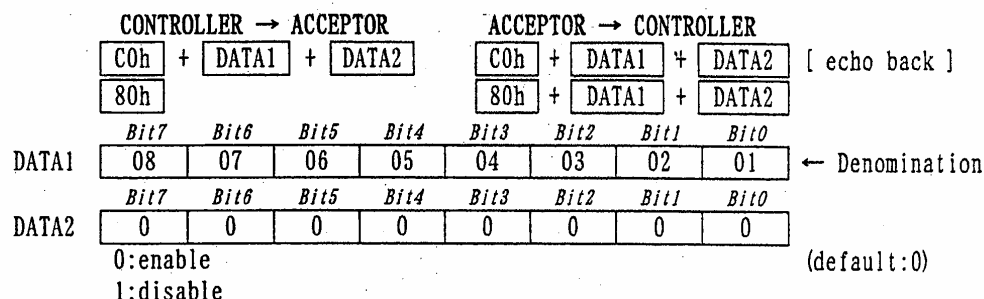 CONTROLLER → ACCEPTOR ACCEPTOR → CONTROLLER
C0h + DATA1 + DATA2 C0h + DATA1 + DATA2 [ echo back ]
80h 80h + DATA1 + DATA2
Bit7 Bit6 Bit5 Bit4 Bit3 Bit2 Bit1 Bit0
DATA1 08 07 06 05 04 03 02 01 ← Denomination
Bit7 Bit6 Bit5 Bit4 Bit3 Bit2 Bit1 Bit0
DATA2 0 0 0 0 0 0 0 0
0:enable (default:0)
1:disable